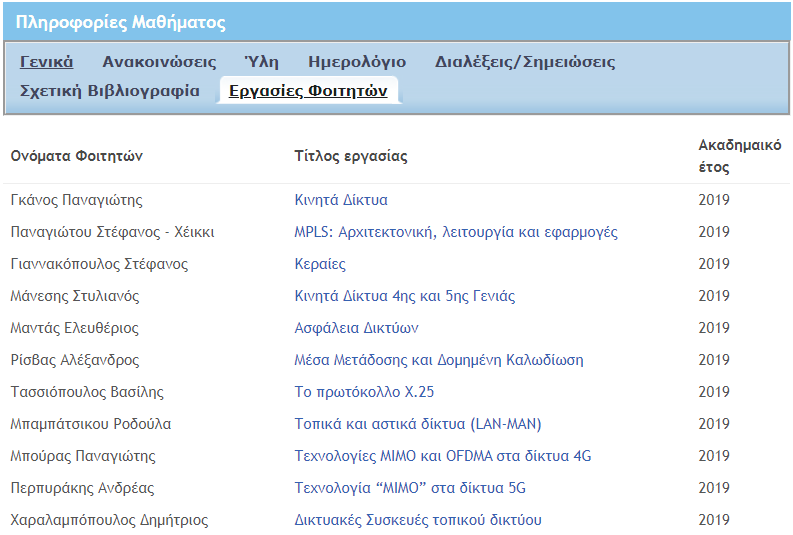 Πληροφορίες Μαθήματος
Γενικά Ανακοινώσεις Ύλη Ημερολόγιο Διαλέξεις/Σημειώσεις
Σχετική Βιβλιογραφία Εργασίες Φοιτητών
Ονόματα Φοιτητών Τίτλος εργασίας Ακαδημαικό έτος
Γκάνος Παναγιώτης Κινητά Δίκτυα 2019
Παναγιώτου Στέφανος - Χέικκι MPLS: Αρχιτεκτονική, λειτουργία και εφαρμογές 2019
Γιαννακόπουλος Στέφανος Κεραίες 2019
Μάνεσης Στυλιανός Κινητά Δίκτυα 4ης και 5ης Γενιάς 2019
Μαντάς Ελευθέριος Ασφάλεια Δικτύων 2019
Ρίσβας Αλέξανδρος Μέσα Μετάδοσης και Δομημένη Καλωδίωση 2019
Τασσιόπουλος Βασίλης Το πρωτόκολλο X.25 2019
Μπαμπάτσικου Ροδούλα Τοπικά και αστικά δίκτυα (LAN-MAN) 2019
Μπούρας Παναγιώτης Τεχνολογίες MIMO και OFDMA στα δίκτυα 4G 2019
Περπυράκης Ανδρέας Τεχνολογία “MIMO” στα δίκτυα 5G 2019
Χαραλαμπόπουλος Δημήτριος Δικτυακές Συσκευές τοπικού δικτύου 2019